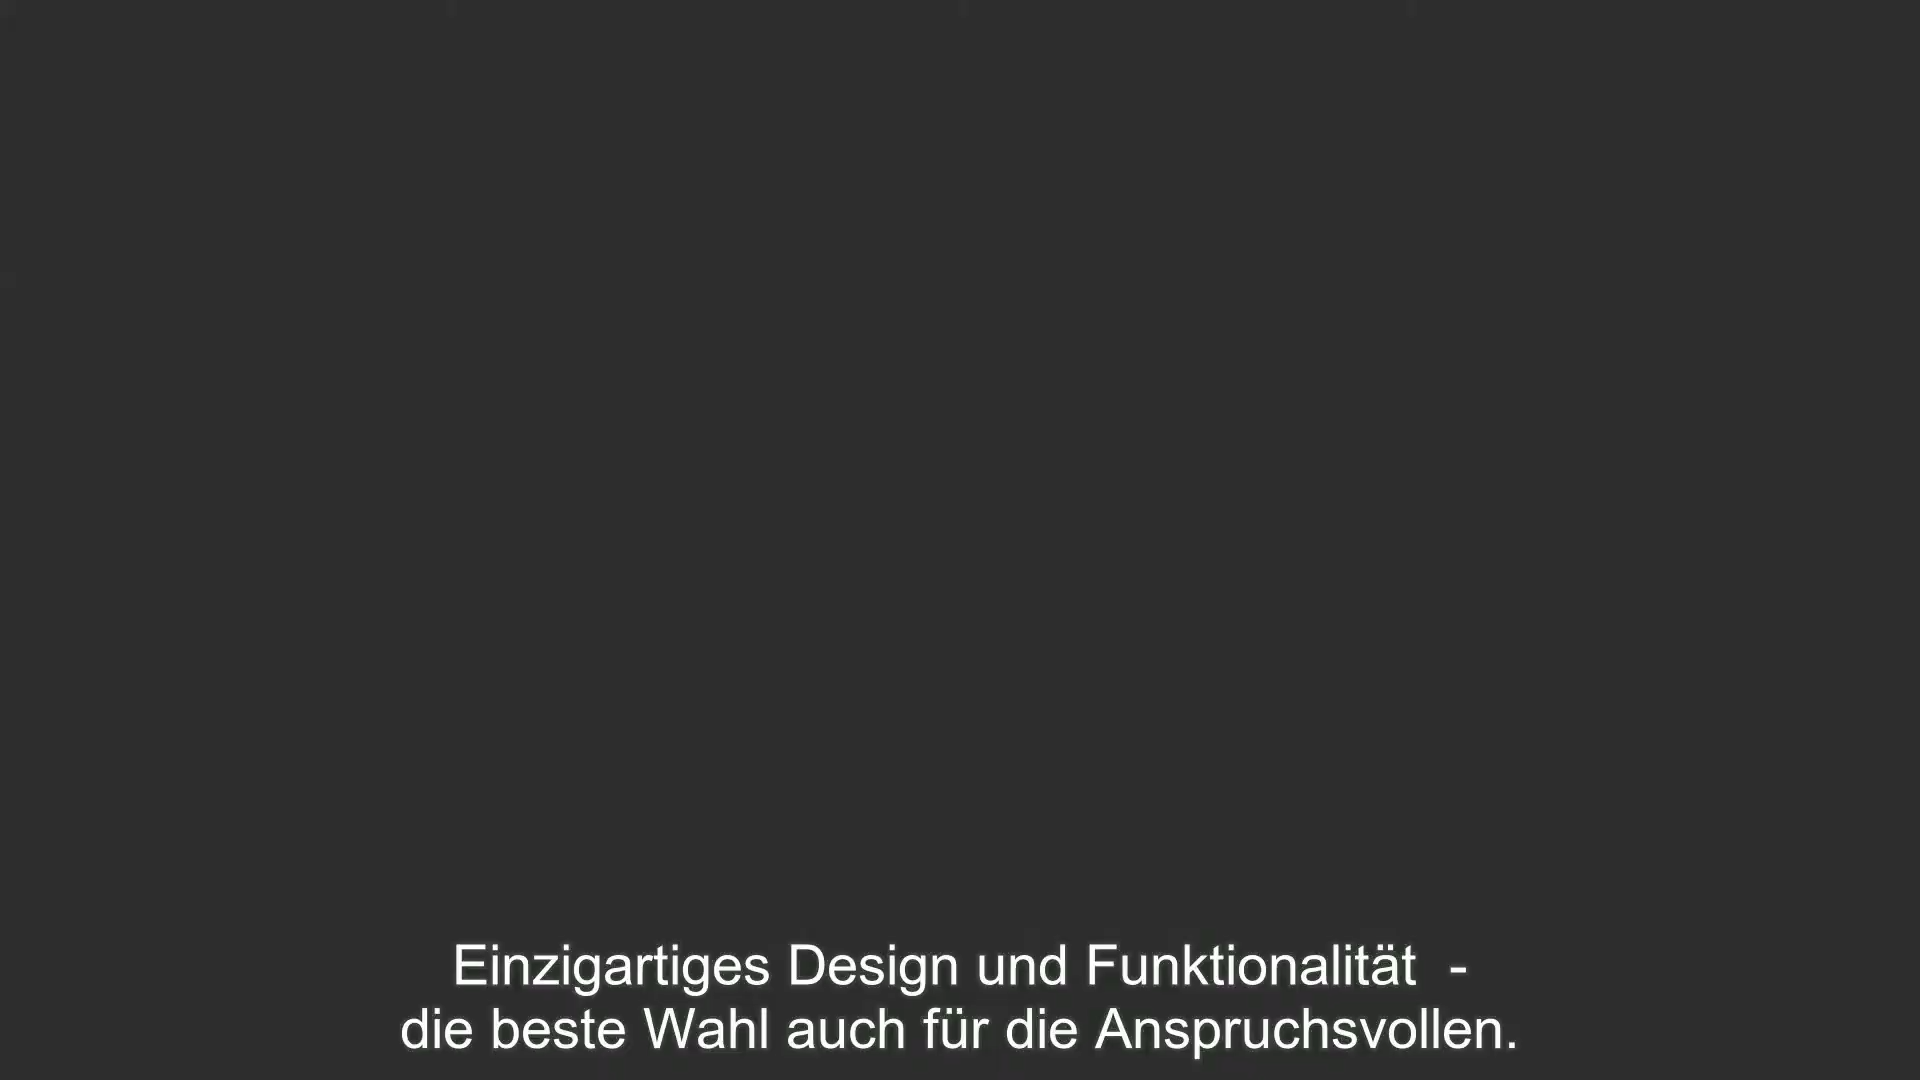 Einzigartiges Design und Funktionalität  -
die beste Wahl auch für die Anspruchsvollen.